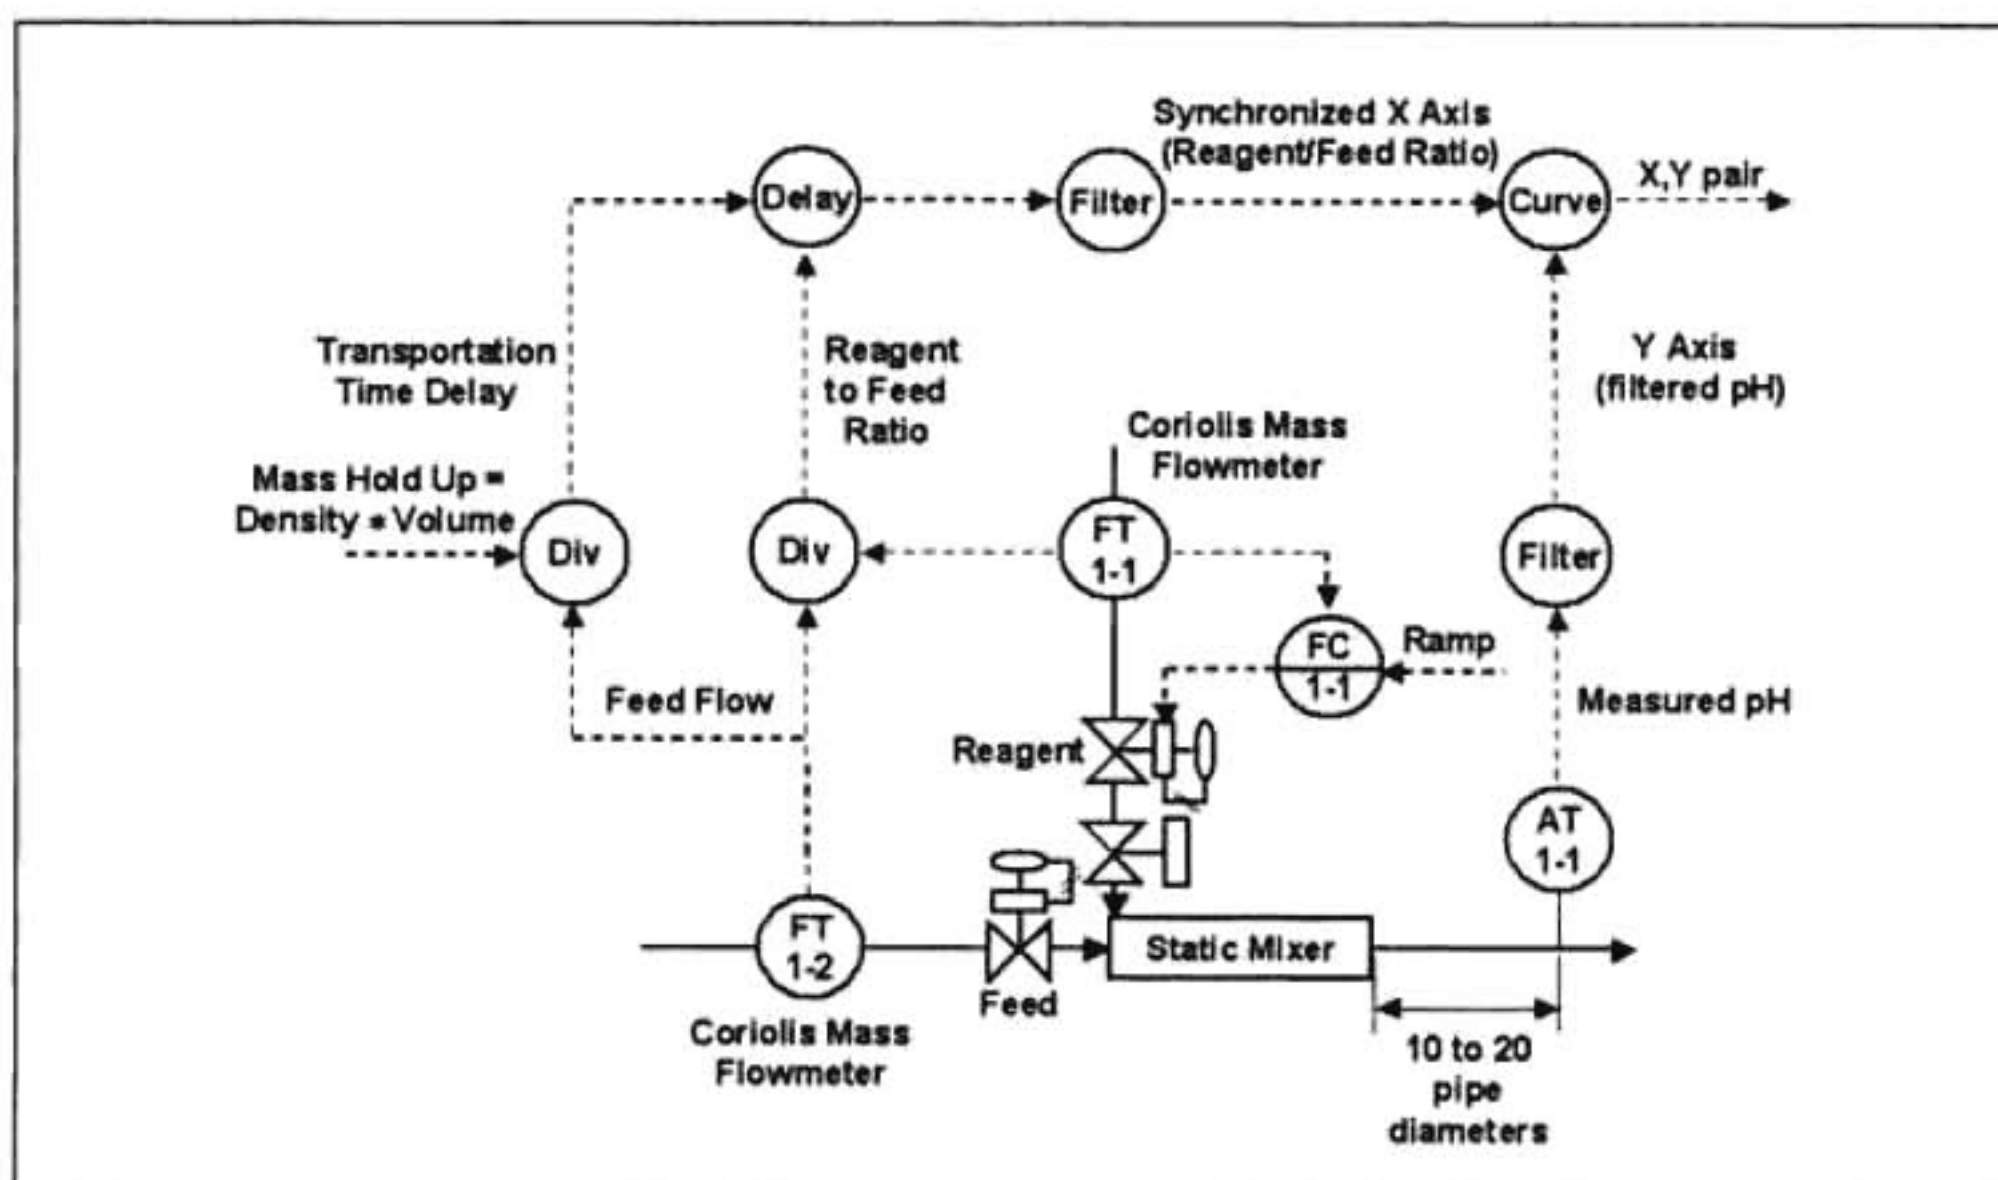 Synchronized X Axis
(Reagent/Feed Ratio)
Delay
Filter
Curve
X,Y pair
Transportation
Time Delay
Reagent
to Feed
Ratio
Y Axis
(filtered pH)
Coriolis Mass
Flowmeter
Mass Hold Up =
Density * Volume
Div
Div
FT
1-1
Filter
FC
1-1
Ramp
Feed Flow
Measured pH
Reagent
AT
1-1
FT
1-2
Static Mixer
Feed
Coriolis Mass
Flowmeter
10 to 20
pipe
diameters